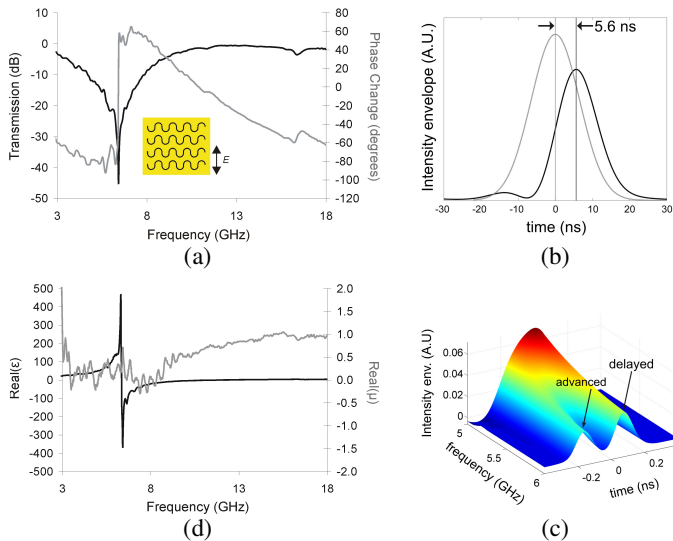 (a)
10
0
-10
-20
-30
-40
-50
Transmission (dB)
80
60
40
20
0
-20
-40
-60
-80
-100
-120
Phase Change (degrees)
E
3 8 13 18
Frequency (GHz)
(a)
5.6 ns
Intensity envelope (A.U.)
-30 -20 -10 0 10 20 30
time (ns)
(b)
500
400
300
200
100
0
-100
-200
-300
-400
-500
Real(ε)
2.0
1.5
1.0
0.5
0.0
-0.5
-1.0
-1.5
-2.0
Real(μ)
3 8 13 18
Frequency (GHz)
(d)
Intensity env. (A.U)
0.06
0.04
0.02
0
delayed
advanced
5
5.5
6
frequency (GHz)
-0.2 0 0.2
time (ns)
(c)